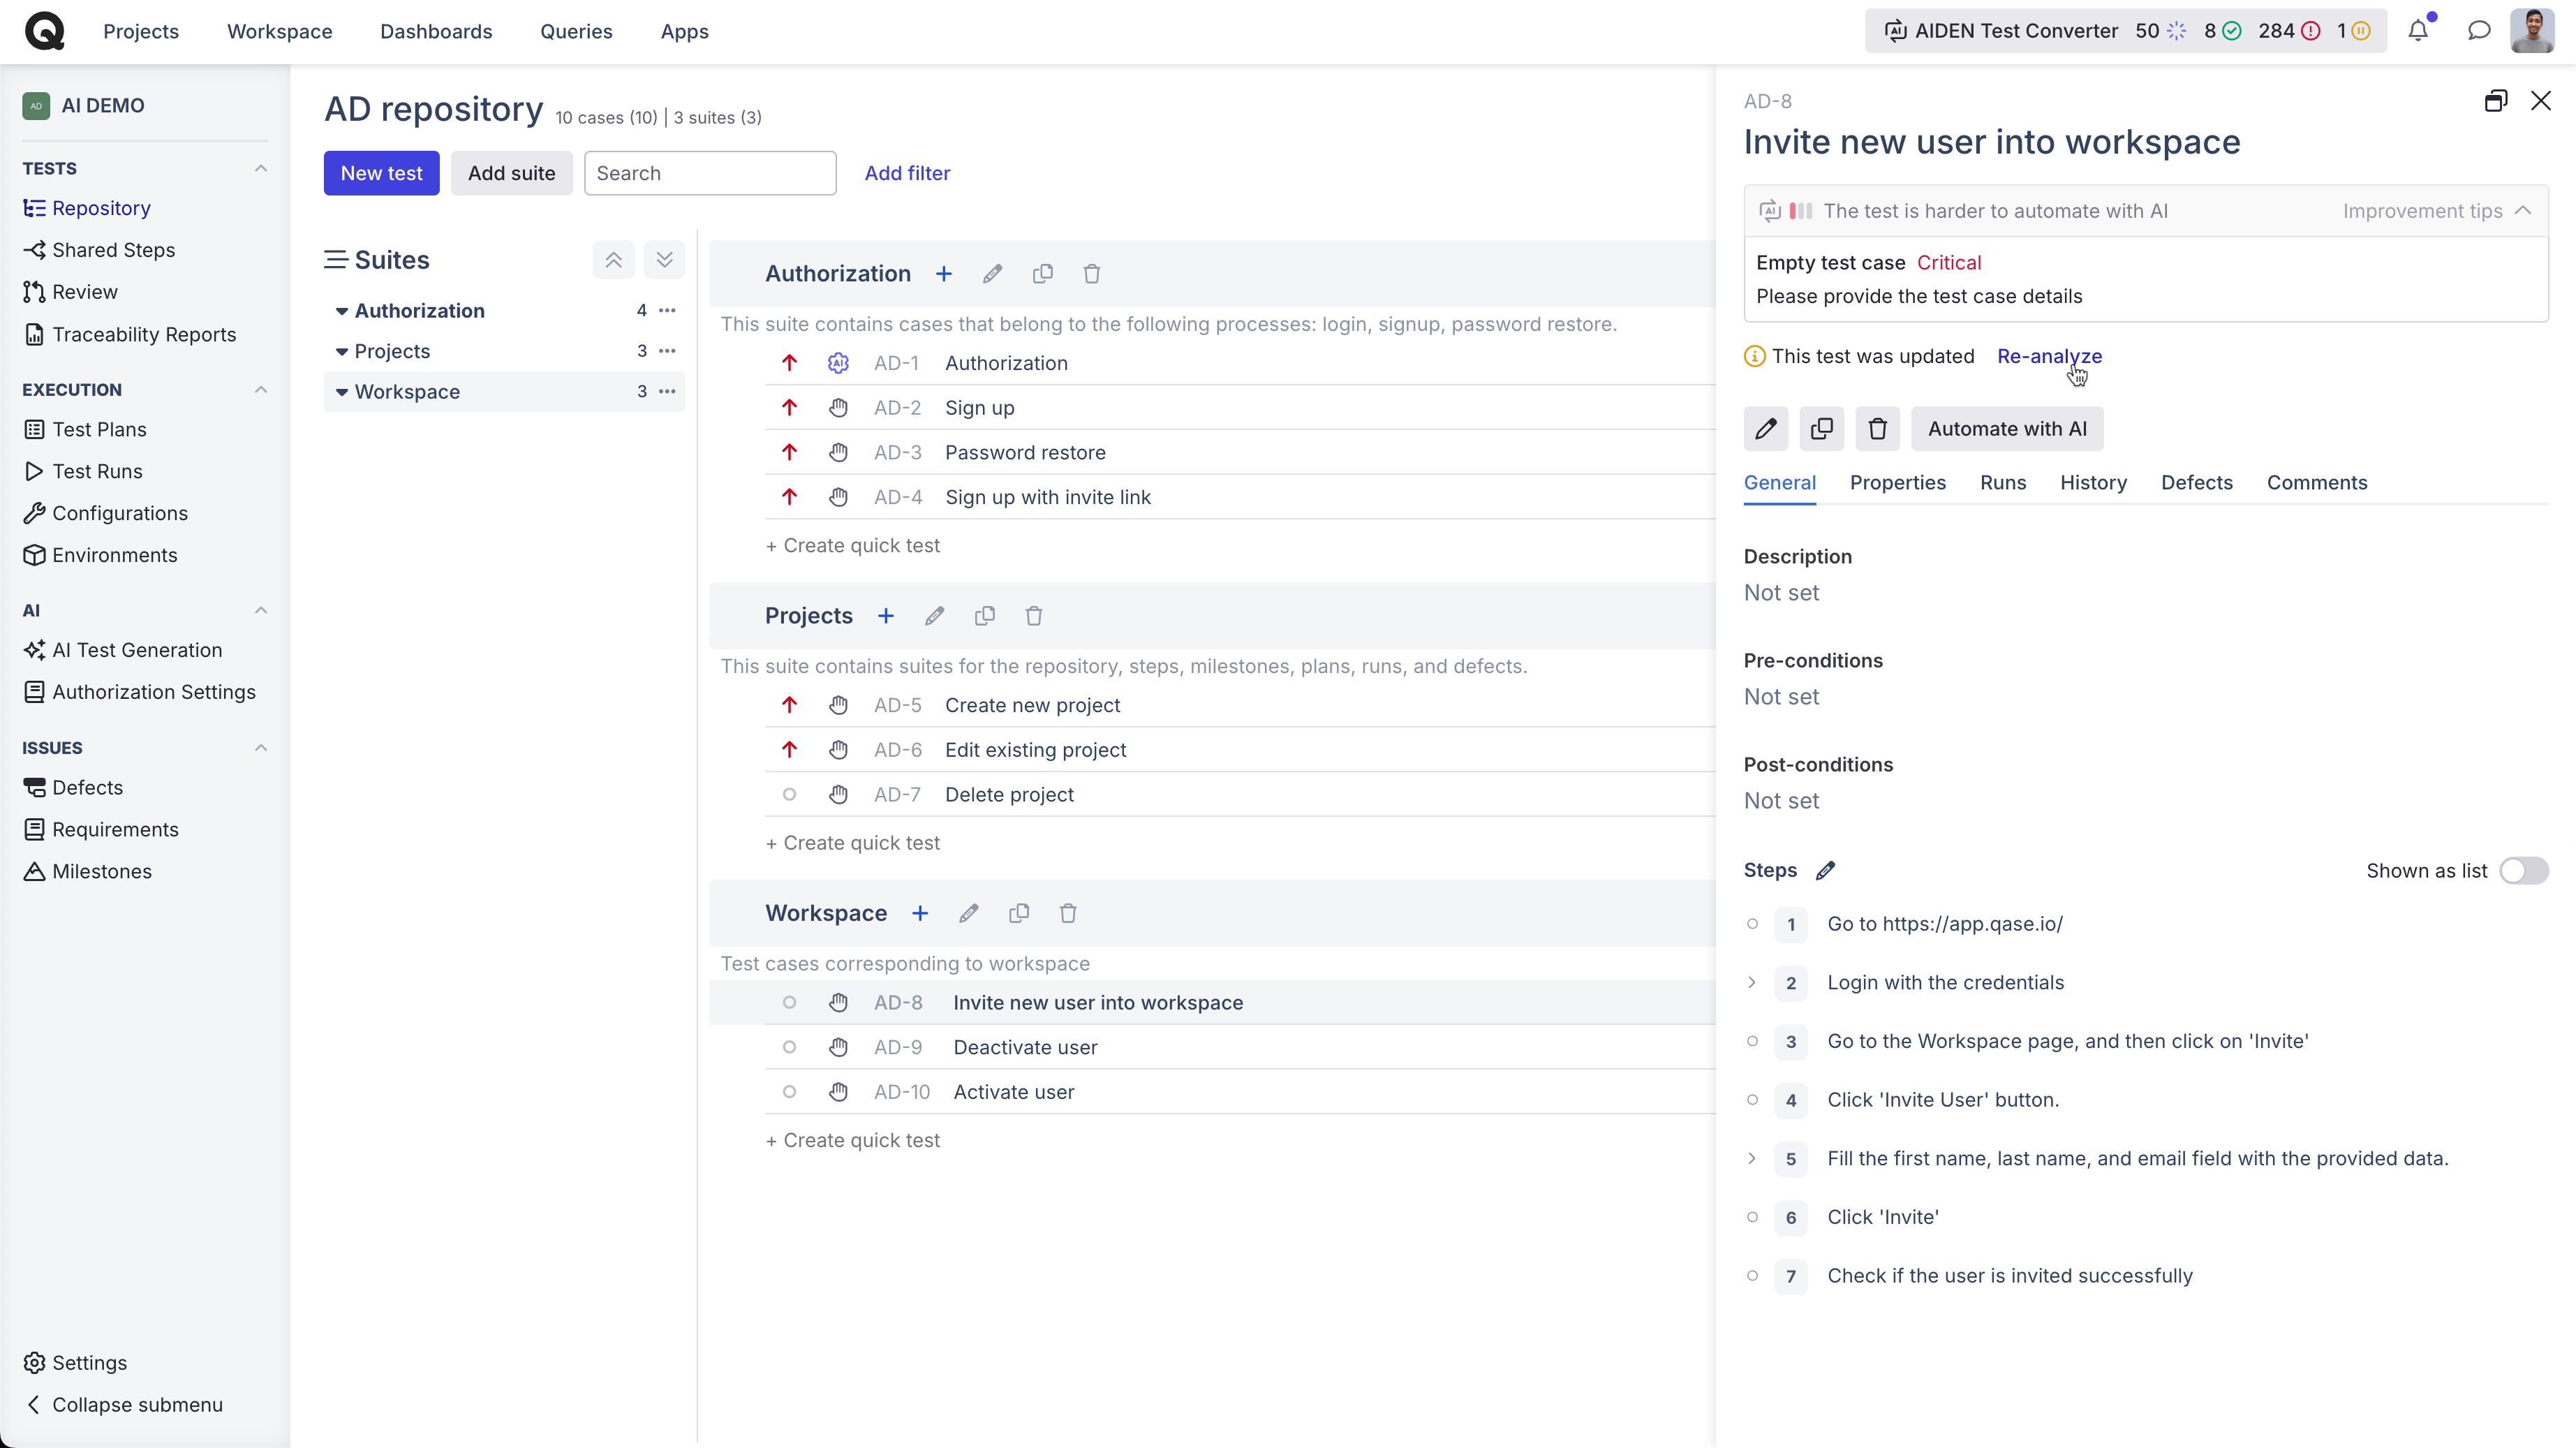 Projects Workspace Dashboards Queries Apps
AIDEN Test Converter 50 8 284 1
AD AI DEMO
TESTS
Repository
Shared Steps
Review
Traceability Reports
EXECUTION
Test Plans
Test Runs
Configurations
Environments
AI
AI Test Generation
Authorization Settings
ISSUES
Defects
Requirements
Milestones
Settings
Collapse submenu
AD repository 10 cases (10) | 3 suites (3)
New test Add suite Search Add filter
Suites
Authorization 4
Projects 3
Workspace 3
Authorization
This suite contains cases that belong to the following processes: login, signup, password restore.
AI AD-1 Authorization
AD-2 Sign up
AD-3 Password restore
AD-4 Sign up with invite link
+ Create quick test
Projects
This suite contains suites for the repository, steps, milestones, plans, runs, and defects.
AD-5 Create new project
AD-6 Edit existing project
AD-7 Delete project
+ Create quick test
Workspace
Test cases corresponding to workspace
AD-8 Invite new user into workspace
AD-9 Deactivate user
AD-10 Activate user
+ Create quick test
AD-8
Invite new user into workspace
AI The test is harder to automate with AI Improvement tips
Empty test case Critical
Please provide the test case details
This test was updated Re-analyze
Automate with AI
General Properties Runs History Defects Comments
Description
Not set
Pre-conditions
Not set
Post-conditions
Not set
Steps Shown as list
1 Go to https://app.qase.io/
2 Login with the credentials
3 Go to the Workspace page, and then click on 'Invite'
4 Click 'Invite User' button.
5 Fill the first name, last name, and email field with the provided data.
6 Click 'Invite'
7 Check if the user is invited successfully